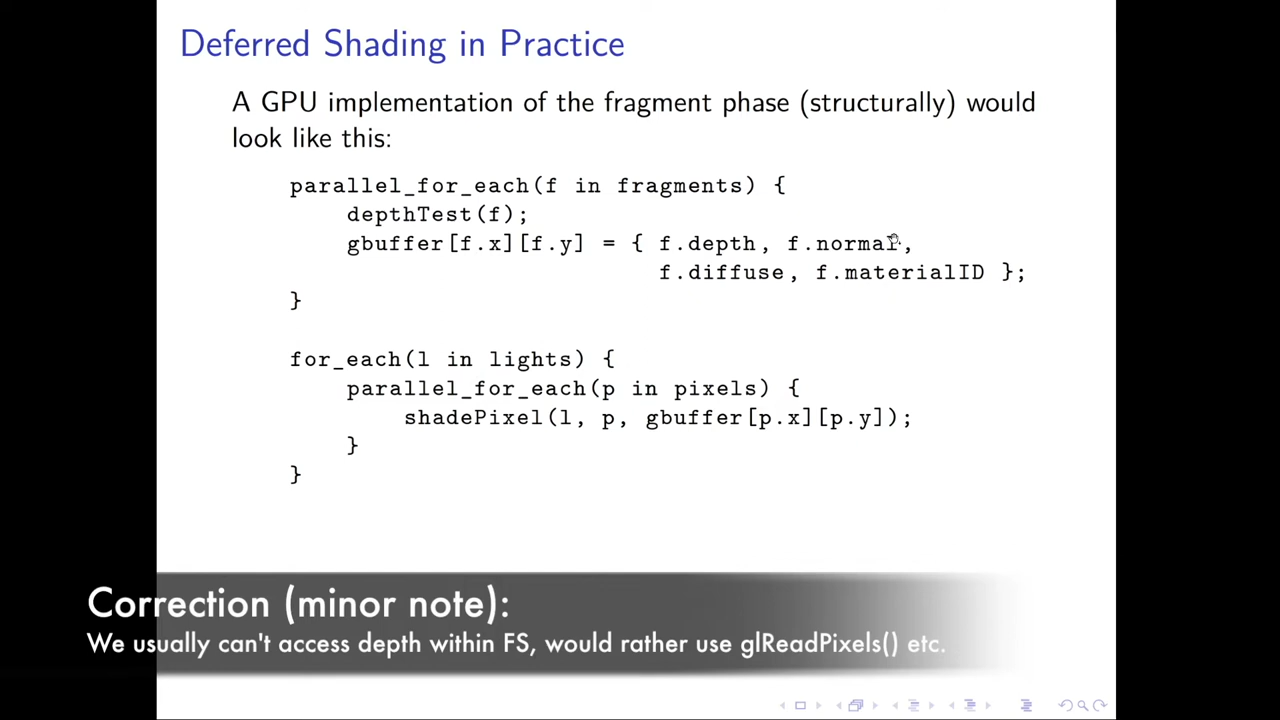 Deferred Shading in Practice
A GPU implementation of the fragment phase (structurally) would
look like this:
parallel_for_each(f in fragments) {
    depthTest(f);
    gbuffer[f.x][f.y] = { f.depth, f.normal,
                          f.diffuse, f.materialID };
}
for_each(l in lights) {
    parallel_for_each(p in pixels) {
        shadePixel(l, p, gbuffer[p.x][p.y]);
    }
}
Correction (minor note):
We usually can't access depth within FS, would rather use glReadPixels() etc.